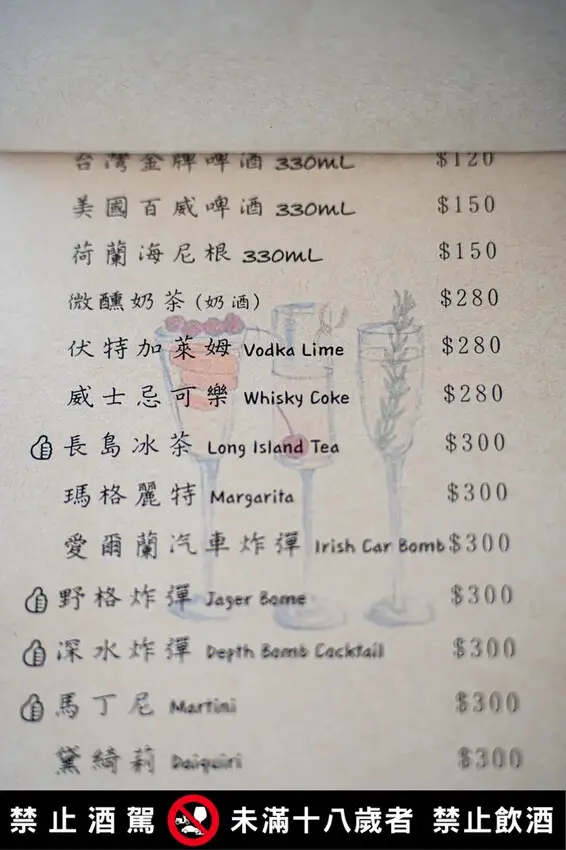 台灣金牌啤酒 330mL $120
美國百威啤酒 330mL $150
荷蘭海尼根 330mL $150
微醺奶茶(奶酒) $280
伏特加萊姆 Vodka Lime $280
威士忌可樂 Whisky Coke $280
長島冰茶 Long Island Tea $300
瑪格麗特 Margarita $300
愛爾蘭汽車炸彈 Irish Car Bomb $300
野格炸彈 Jager Bome $300
深水炸彈 Depth Bomb Cocktail $300
馬丁尼 Martini $300
黛綺莉 Daiquiri $300
禁止酒駕 未滿十八歲者 禁止飲酒